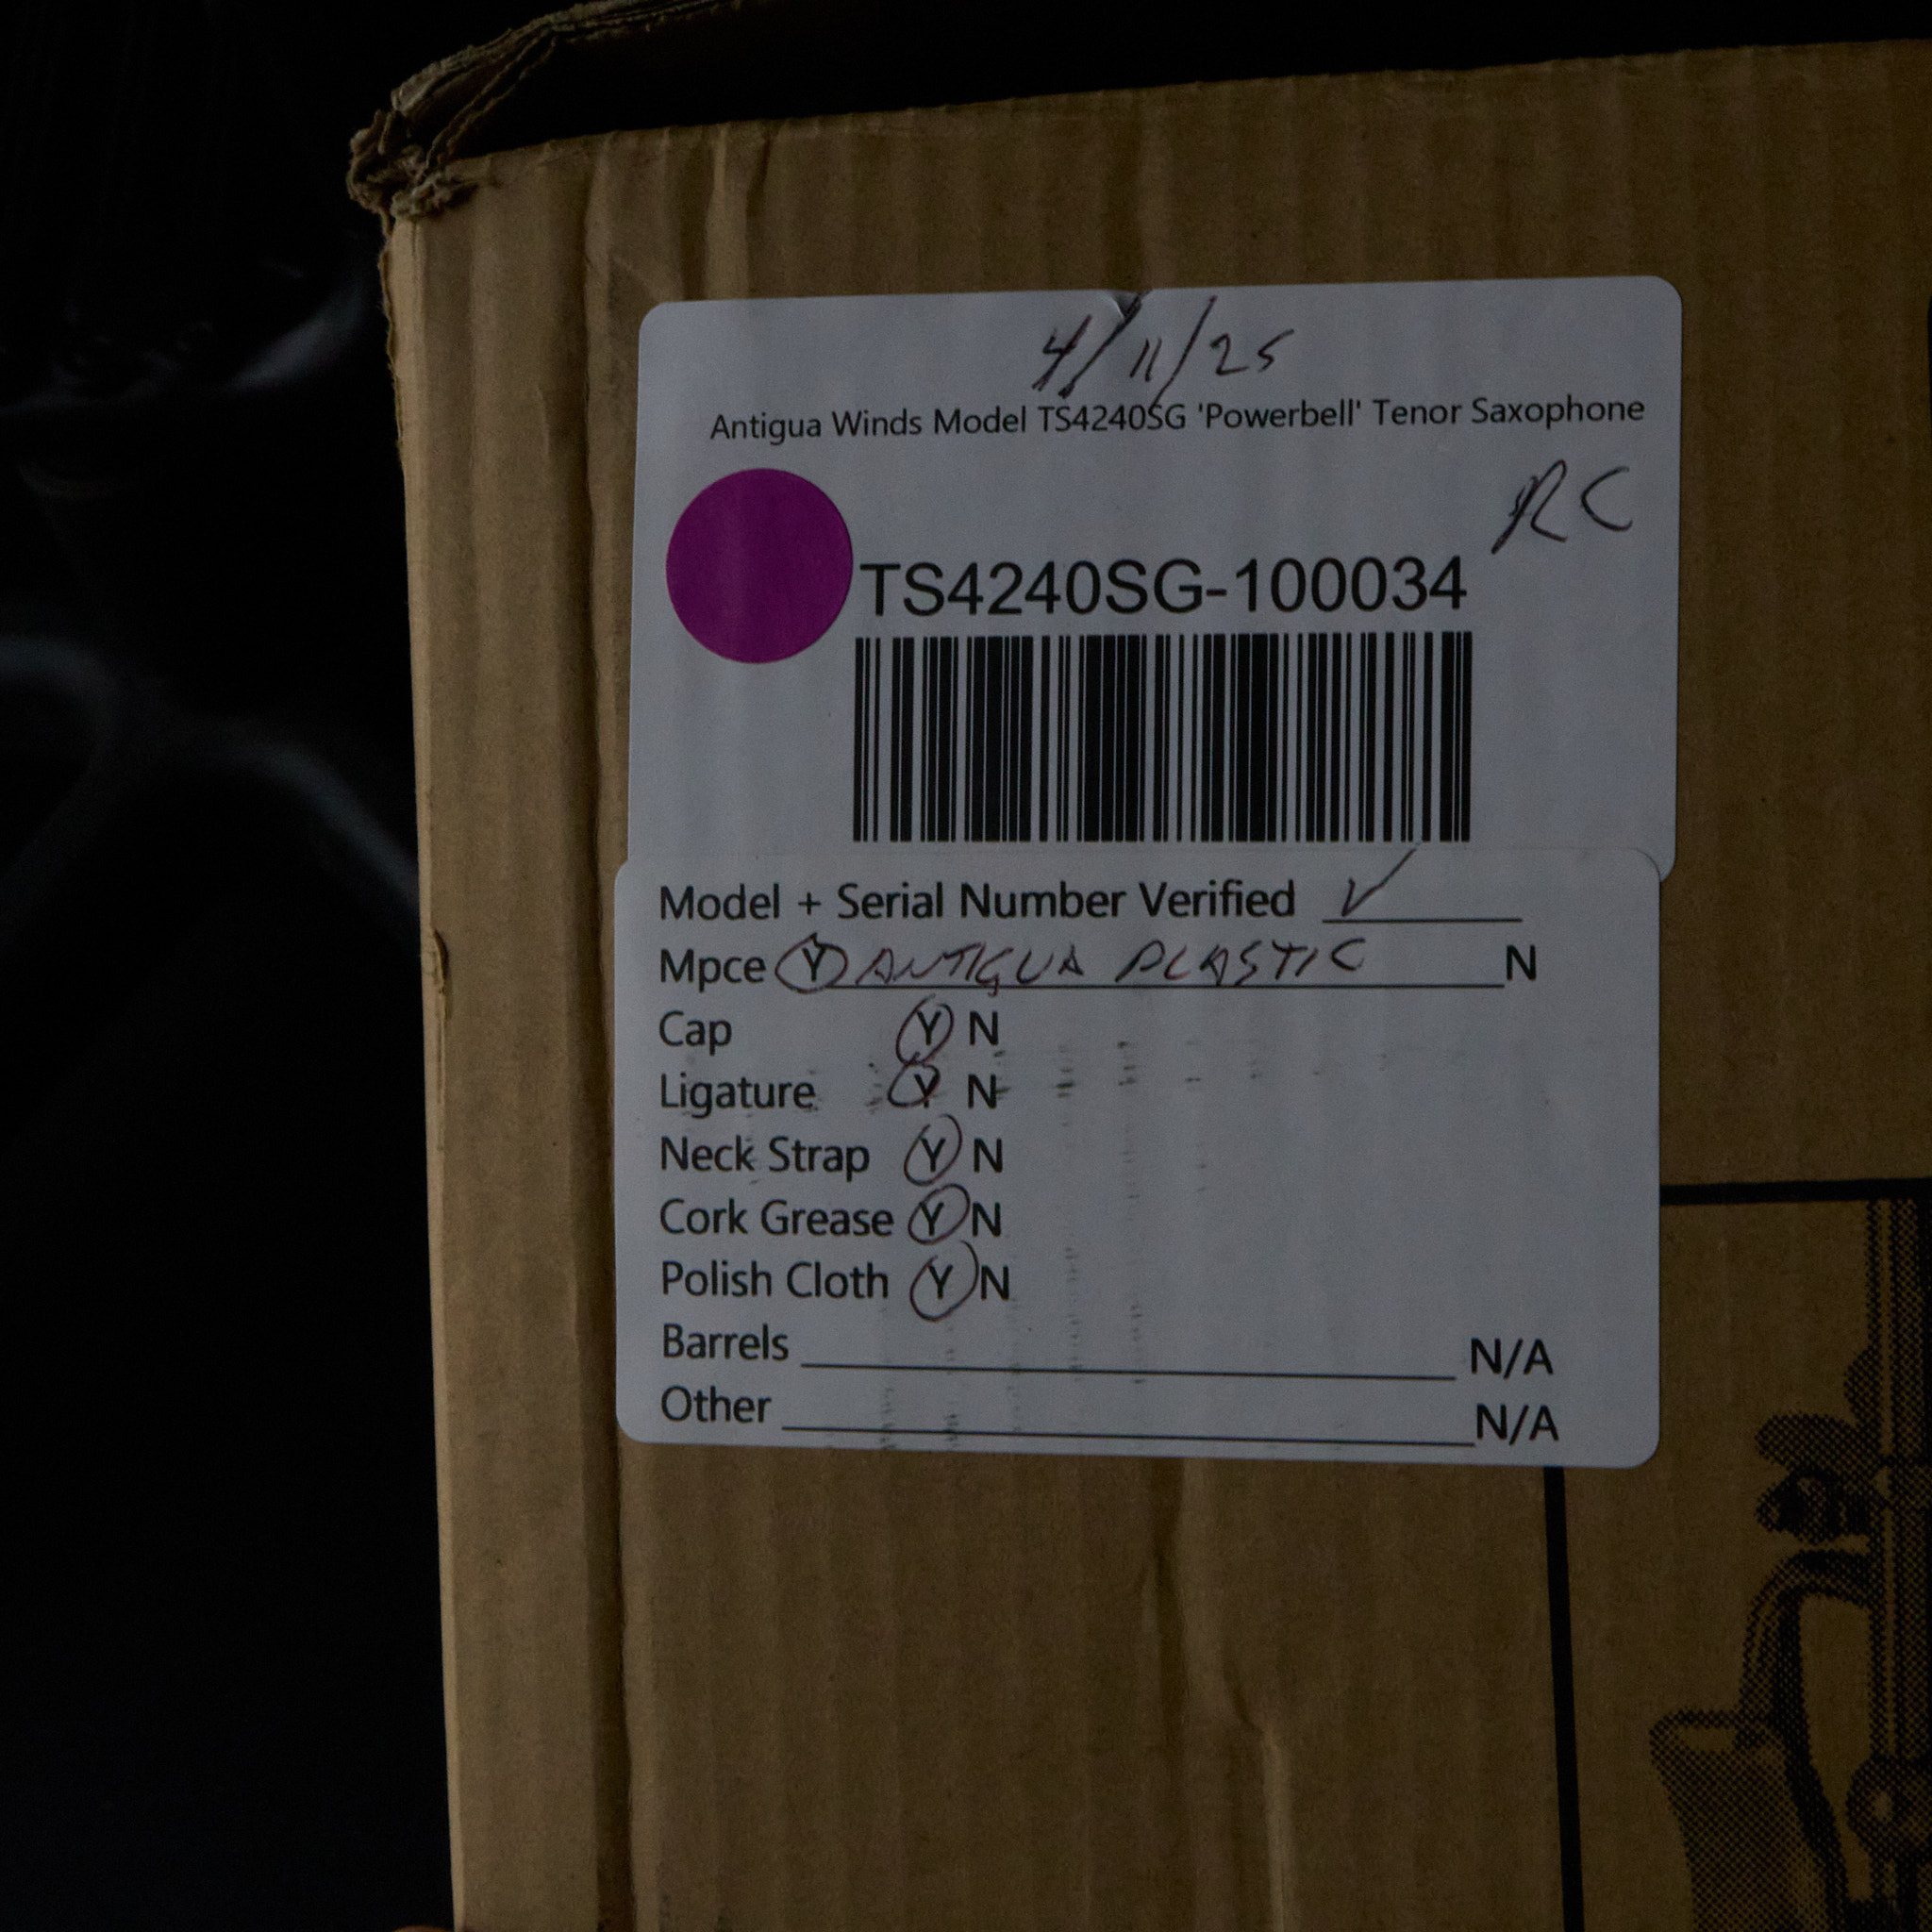 4/11/25
Antigua Winds Model TS4240SG 'Powerbell' Tenor Saxophone
RC
TS4240SG-100034
Model + Serial Number Verified ✓
Mpce Y ANTIGUA PLASTIC N
Cap Y N
Ligature Y N
Neck Strap Y N
Cork Grease Y N
Polish Cloth Y N
Barrels N/A
Other N/A